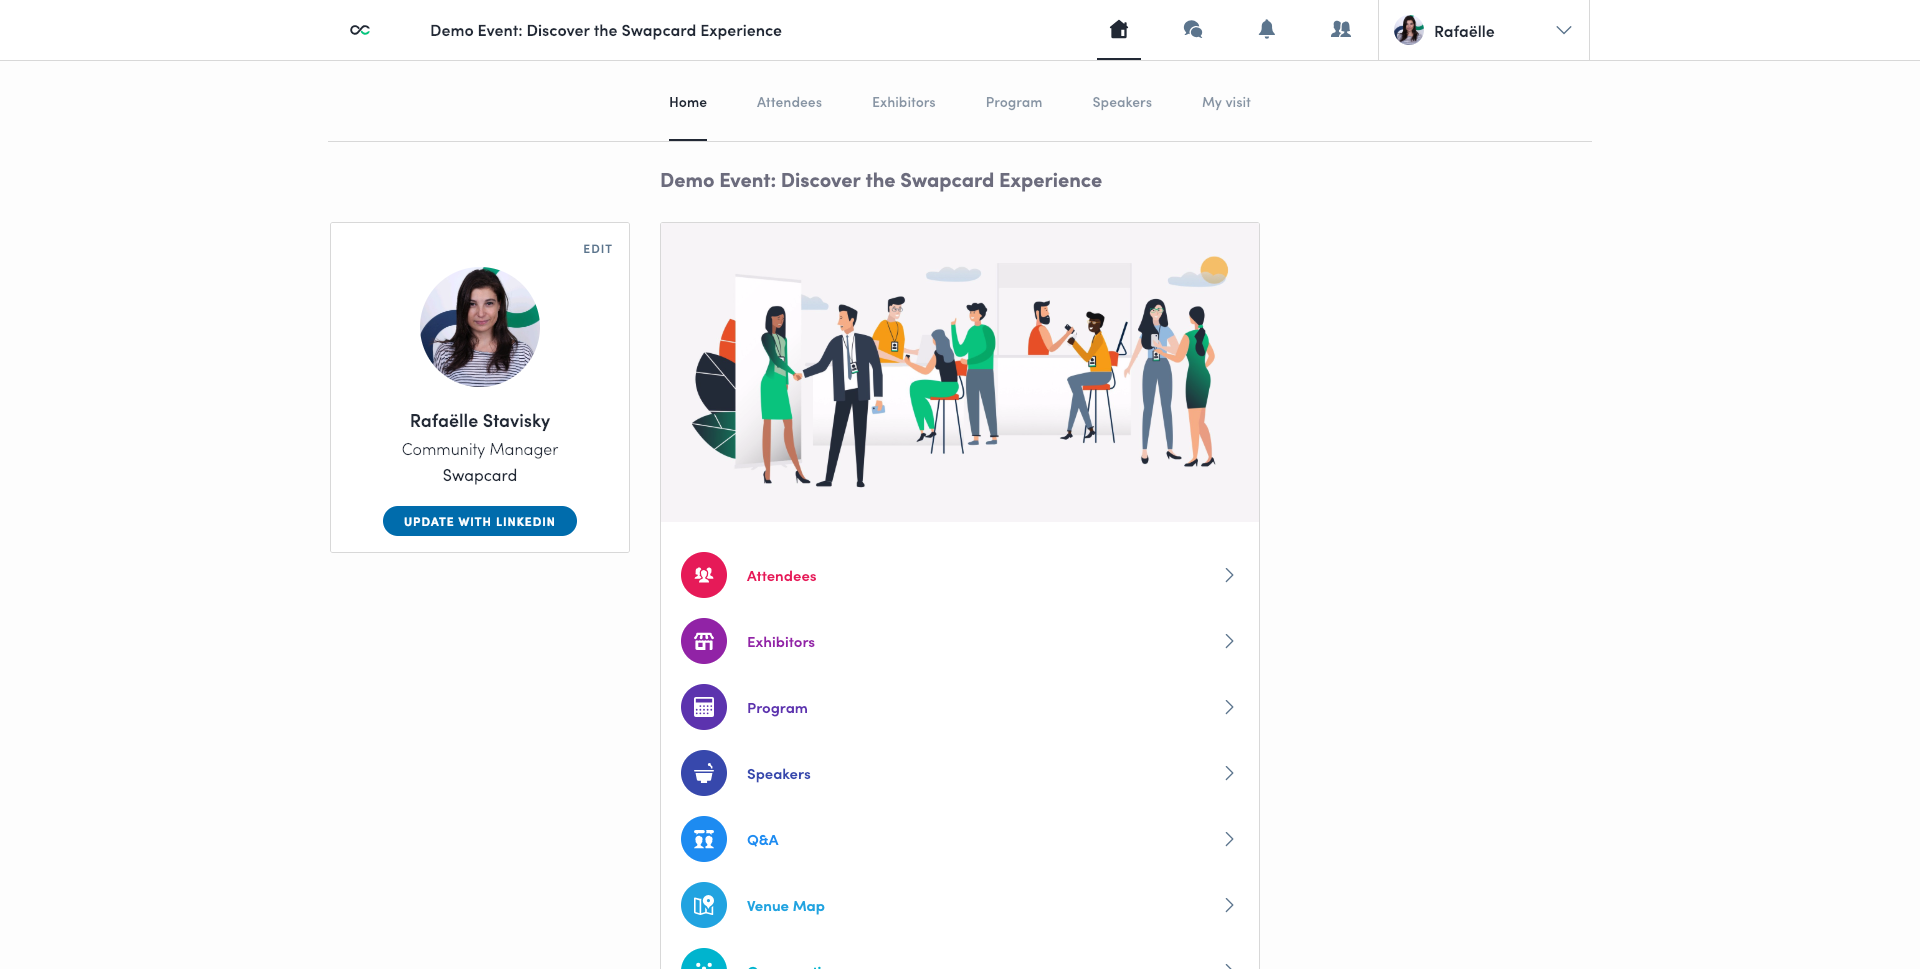 Demo Event: Discover the Swapcard Experience
Rafaëlle
Home
Attendees
Exhibitors
Program
Speakers
My visit
Demo Event: Discover the Swapcard Experience
EDIT
Rafaëlle Stavisky
Community Manager
Swapcard
UPDATE WITH LINKEDIN
Attendees
Exhibitors
Program
Speakers
Q&A
Venue Map